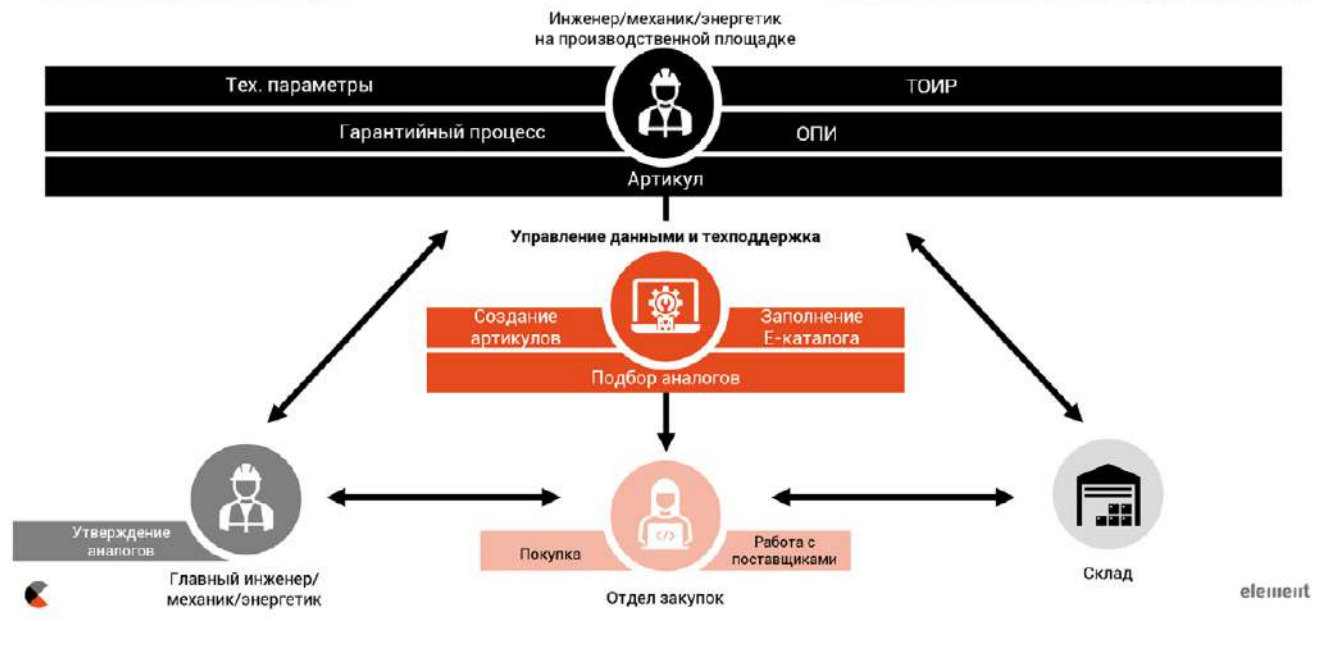 Инженер/механик/энергетик
на производственной площадке
Тех. параметры
ТОИР
Гарантийный процесс
ОПИ
Артикул
Управление данными и техподдержка
Создание
артикулов
Заполнение
Е-каталога
Подбор аналогов
Утверждение
аналогов
Главный инженер/
механик/энергетик
Покупка
Работа с
поставщиками
Отдел закупок
Склад
element